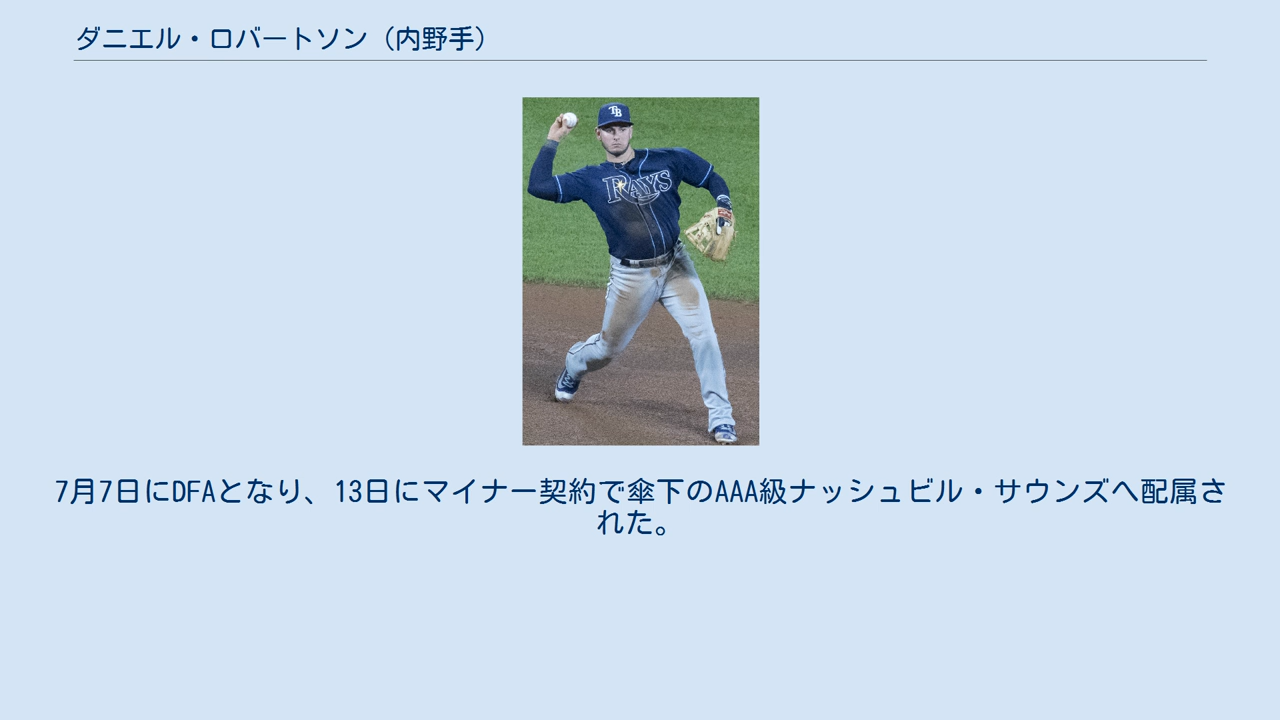 ダニエル・ロバートソン（内野手）
TB
RAYS
7月7日にDFAとなり、13日にマイナー契約で傘下のAAA級ナッシュビル・サウンズへ配属さ
れた。